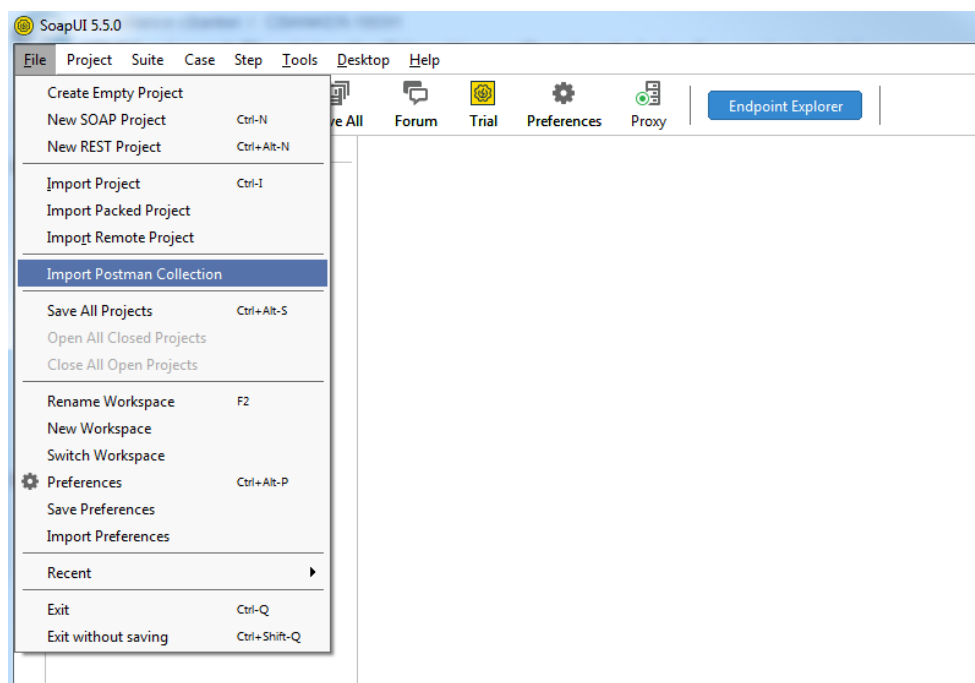 SoapUI 5.5.0
File Project Suite Case Step Tools Desktop Help
ve All Forum Trial Preferences Proxy Endpoint Explorer
Create Empty Project
New SOAP Project Ctrl-N
New REST Project Ctrl+Alt-N
Import Project Ctrl-I
Import Packed Project
Import Remote Project
Import Postman Collection
Save All Projects Ctrl+Alt-S
Open All Closed Projects
Close All Open Projects
Rename Workspace F2
New Workspace
Switch Workspace
Preferences Ctrl+Alt-P
Save Preferences
Import Preferences
Recent
Exit Ctrl-Q
Exit without saving Ctrl+Shift-Q